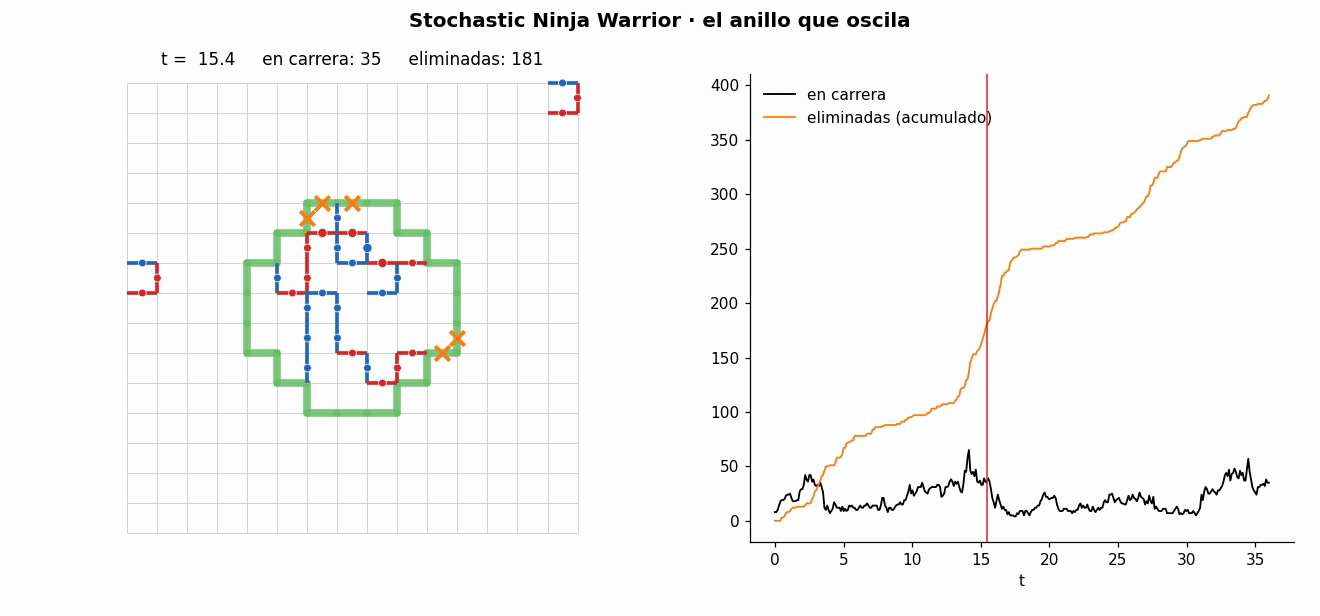 Stochastic Ninja Warrior · el anillo que oscila
t =  15.4     en carrera: 35     eliminadas: 181
en carrera
eliminadas (acumulado)
400
350
300
250
200
150
100
50
0
0 5 10 15 20 25 30 35
t